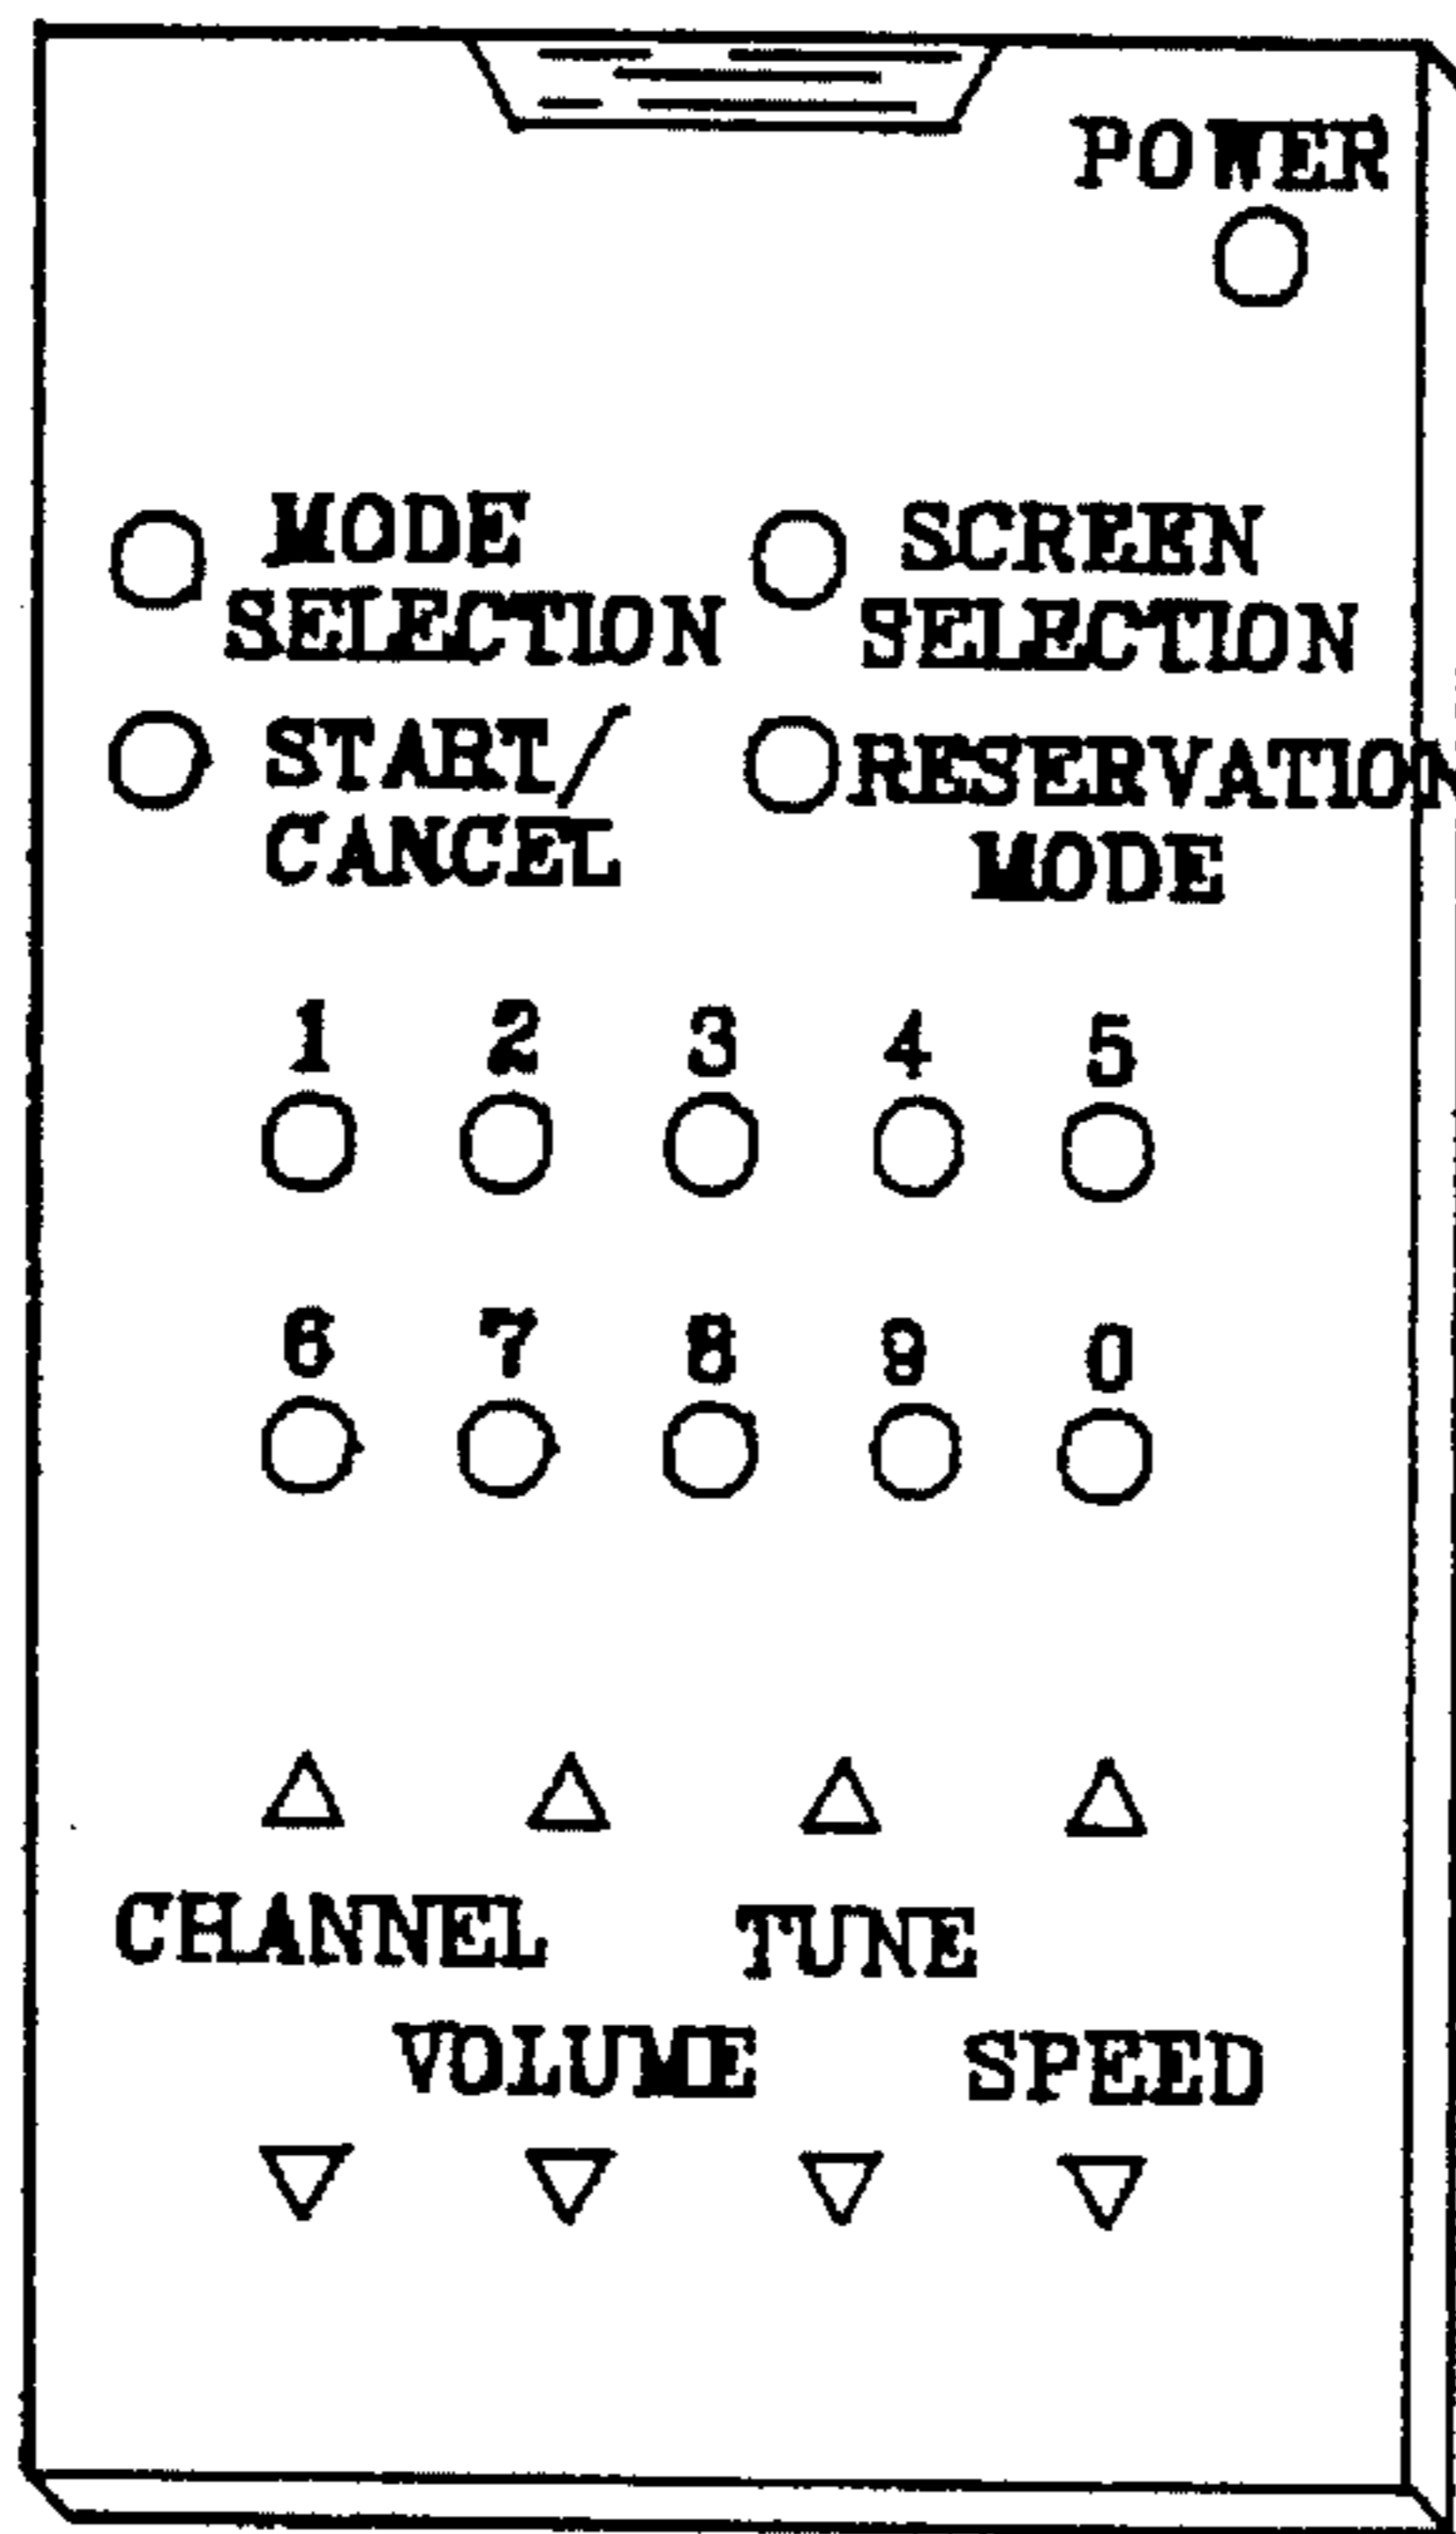 POWER
MODE
SELECTION
SCREEN
SELECTION
START/
CANCEL
RESERVATION
MODE
1 2 3 4 5
6 7 8 9 0
CHANNEL TUNE
VOLUME SPEED